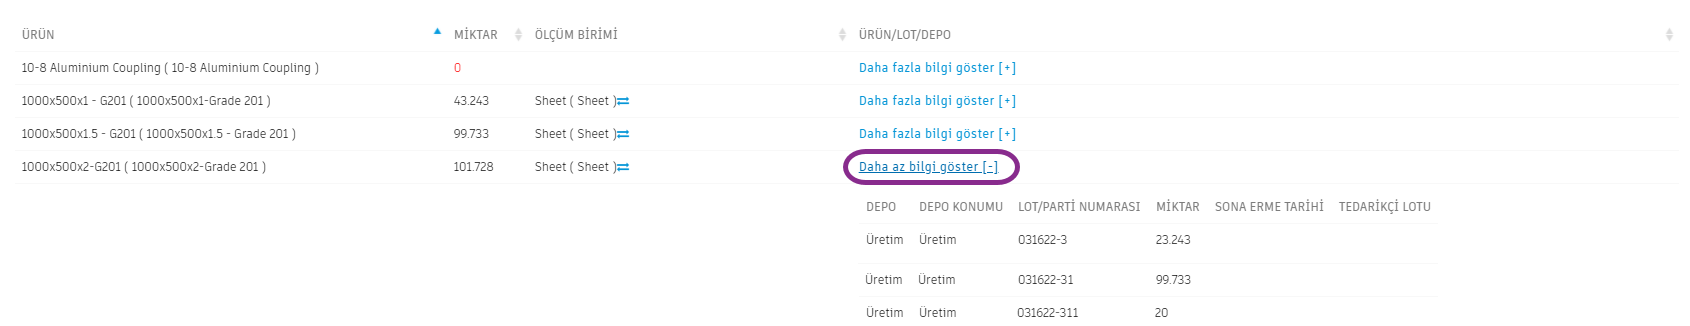 ÜRÜN MİKTAR ÖLÇÜM BİRİMİ ÜRÜN/LOT/DEPO
10-8 Aluminium Coupling ( 10-8 Aluminium Coupling ) 0 Daha fazla bilgi göster [+]
1000x500x1 - G201 ( 1000x500x1-Grade 201 ) 43.243 Sheet ( Sheet ) Daha fazla bilgi göster [+]
1000x500x1.5 - G201 ( 1000x500x1.5 - Grade 201 ) 99.733 Sheet ( Sheet ) Daha fazla bilgi göster [+]
1000x500x2-G201 ( 1000x500x2-Grade 201 ) 101.728 Sheet ( Sheet ) Daha az bilgi göster [-]
DEPO DEPO KONUMU LOT/PARTİ NUMARASI MİKTAR SONA ERME TARİHİ TEDARİKÇİ LOTU
Üretim Üretim 031622-3 23.243
Üretim Üretim 031622-31 99.733
Üretim Üretim 031622-311 20